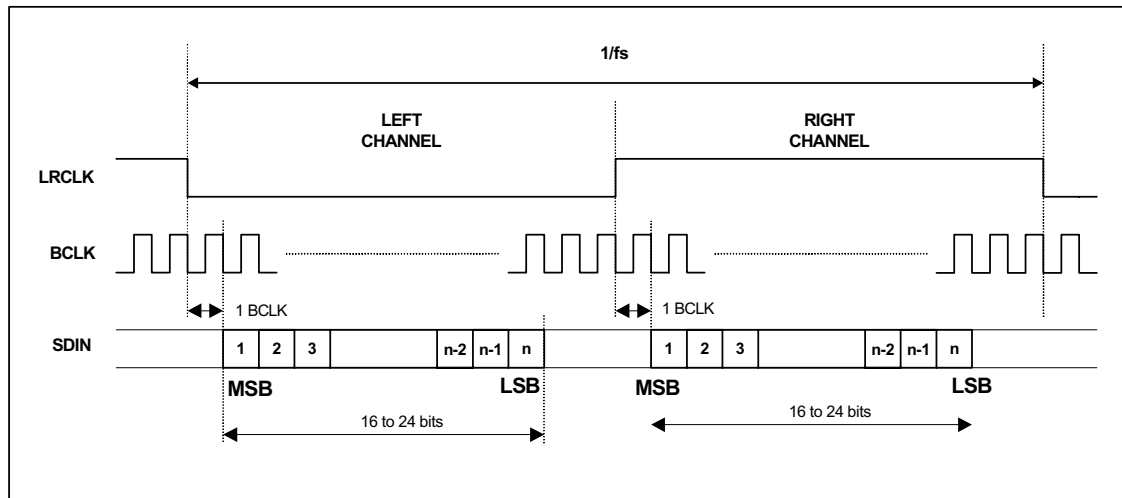 1/fs
LEFT
CHANNEL
RIGHT
CHANNEL
LRCLK
BCLK
1 BCLK
1 BCLK
SDIN
1 2 3 n-2 n-1 n
1 2 3 n-2 n-1 n
MSB
LSB
MSB
LSB
16 to 24 bits
16 to 24 bits